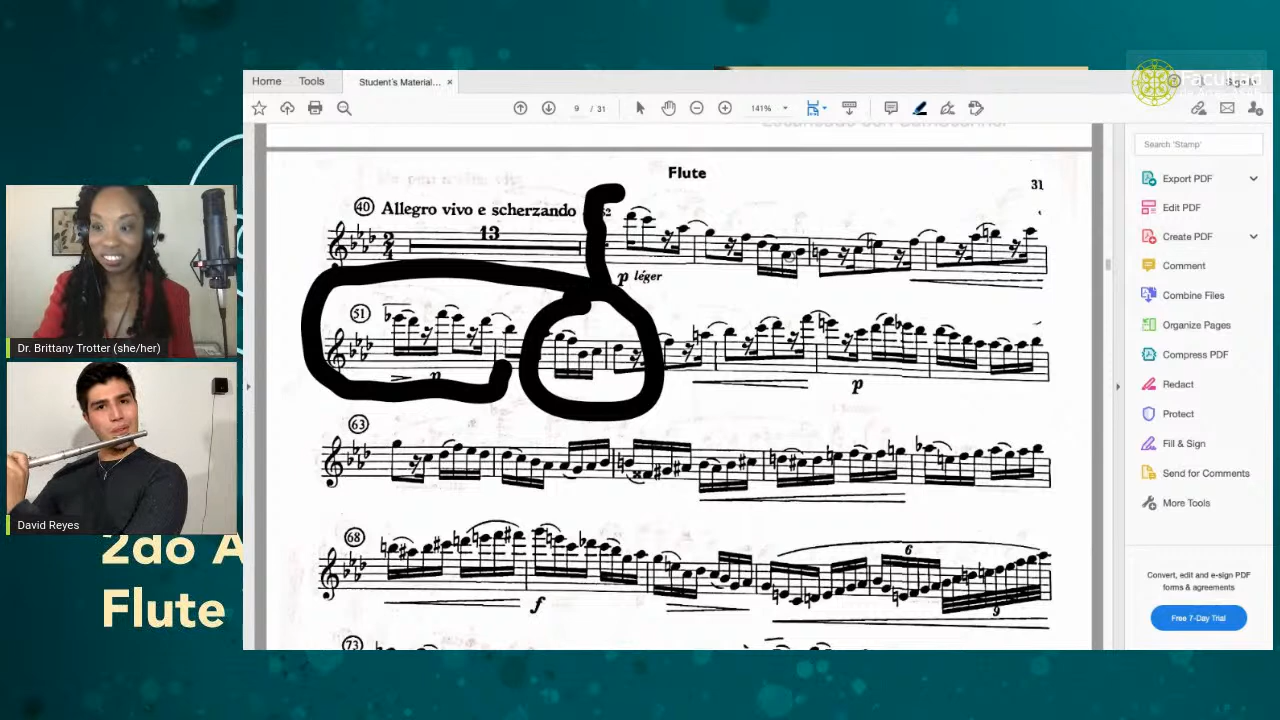 Home Tools Student's Material... ×
Facultad
9 / 31 141%
Search 'Stamp'
Export PDF
Edit PDF
Create PDF
Comment
Combine Files
Organize Pages
Compress PDF
Redact
Protect
Fill & Sign
Send for Comments
More Tools
Convert, edit and e-sign PDF
forms & agreements
Free 7-Day Trial
Flute
31
40 Allegro vivo e scherzando
13
p léger
51
p
63
68
6
f
9
73
Dr. Brittany Trotter (she/her)
David Reyes
2do A
Flute